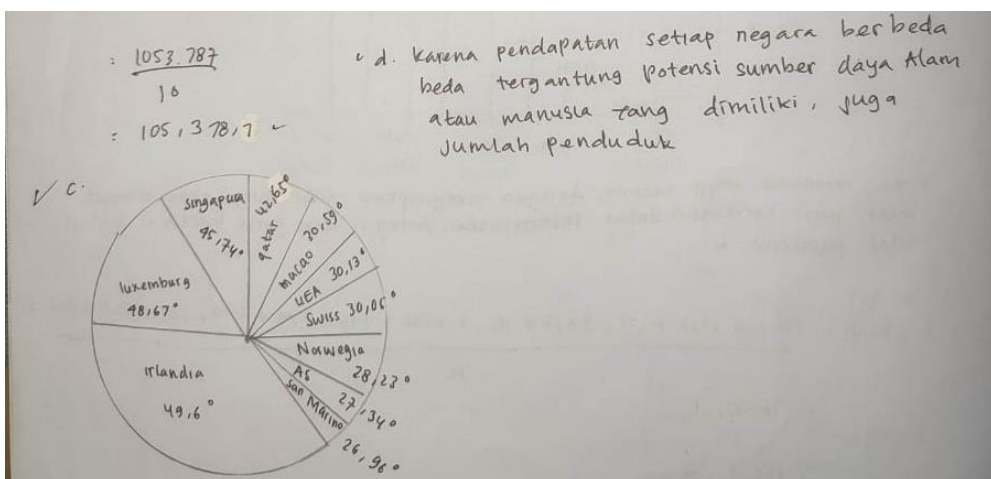 : 1053.787
10
= 105,378,7
d. Karena pendapatan setiap negara berbeda
beda tergantung potensi sumber daya Alam
atau manusia yang dimiliki, juga
jumlah penduduk
c.
singapura
45,74°
qatar 42,65°
macao 30,59°
UEA 30,13°
Swiss 30,06°
Norwegia
28,23°
AS
27,34°
San Marino
26,96°
luxemburg
48,67°
irlandia
49,6°